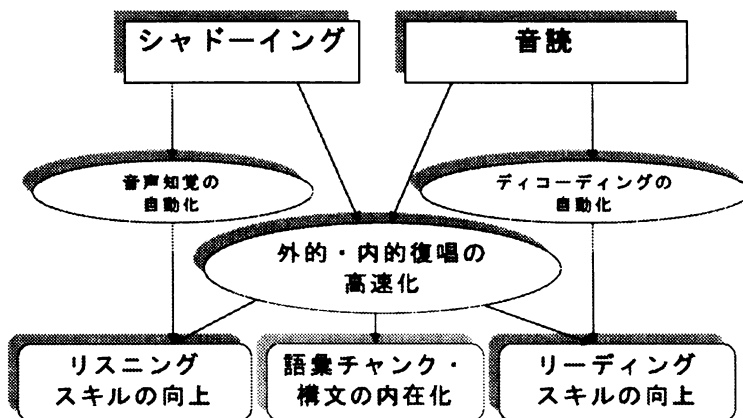 シャドーイング
音読
音声知覚の
自動化
ディコーディングの
自動化
外的・内的復唱の
高速化
リスニング
スキルの向上
語彙チャンク・
構文の内在化
リーディング
スキルの向上